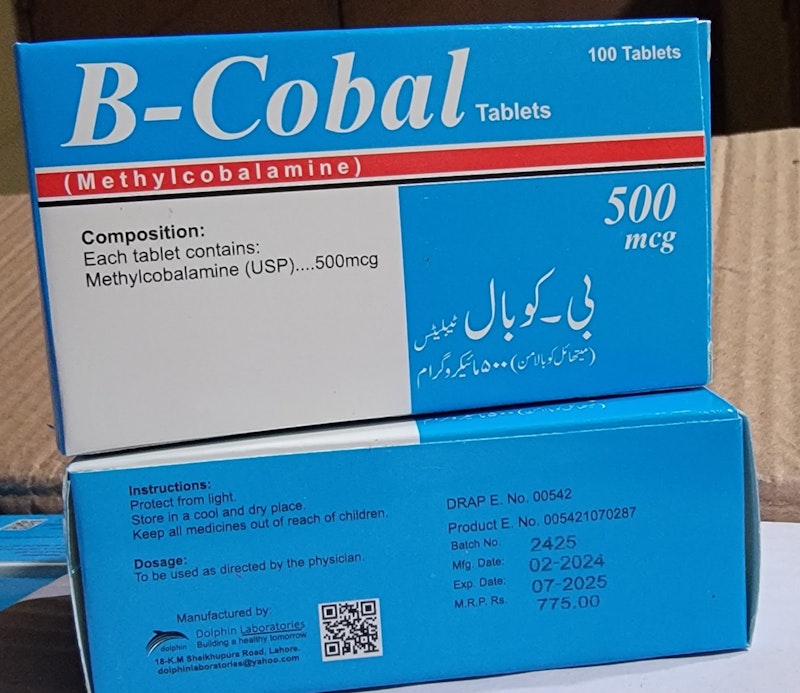 B-Cobal Tablets
100 Tablets
(Methylcobalamine)
Composition:
Each tablet contains:
Methylcobalamine (USP)....500mcg
500
mcg
بی۔کوبال ٹیبلیٹس
(میتھائل کوبالامن) ۵۰۰ مائیکروگرام
Instructions:
Protect from light.
Store in a cool and dry place.
Keep all medicines out of reach of children.
Dosage:
To be used as directed by the physician.
Manufactured by:
dolphin
Dolphin Laboratories
Building a healthy tomorrow
18-K.M Sheikhupura Road, Lahore.
dolphinlaboratories@yahoo.com
DRAP E. No. 00542
Product E. No. 005421070287
Batch No. 2425
Mfg. Date: 02-2024
Exp. Date: 07-2025
M.R.P. Rs. 775.00